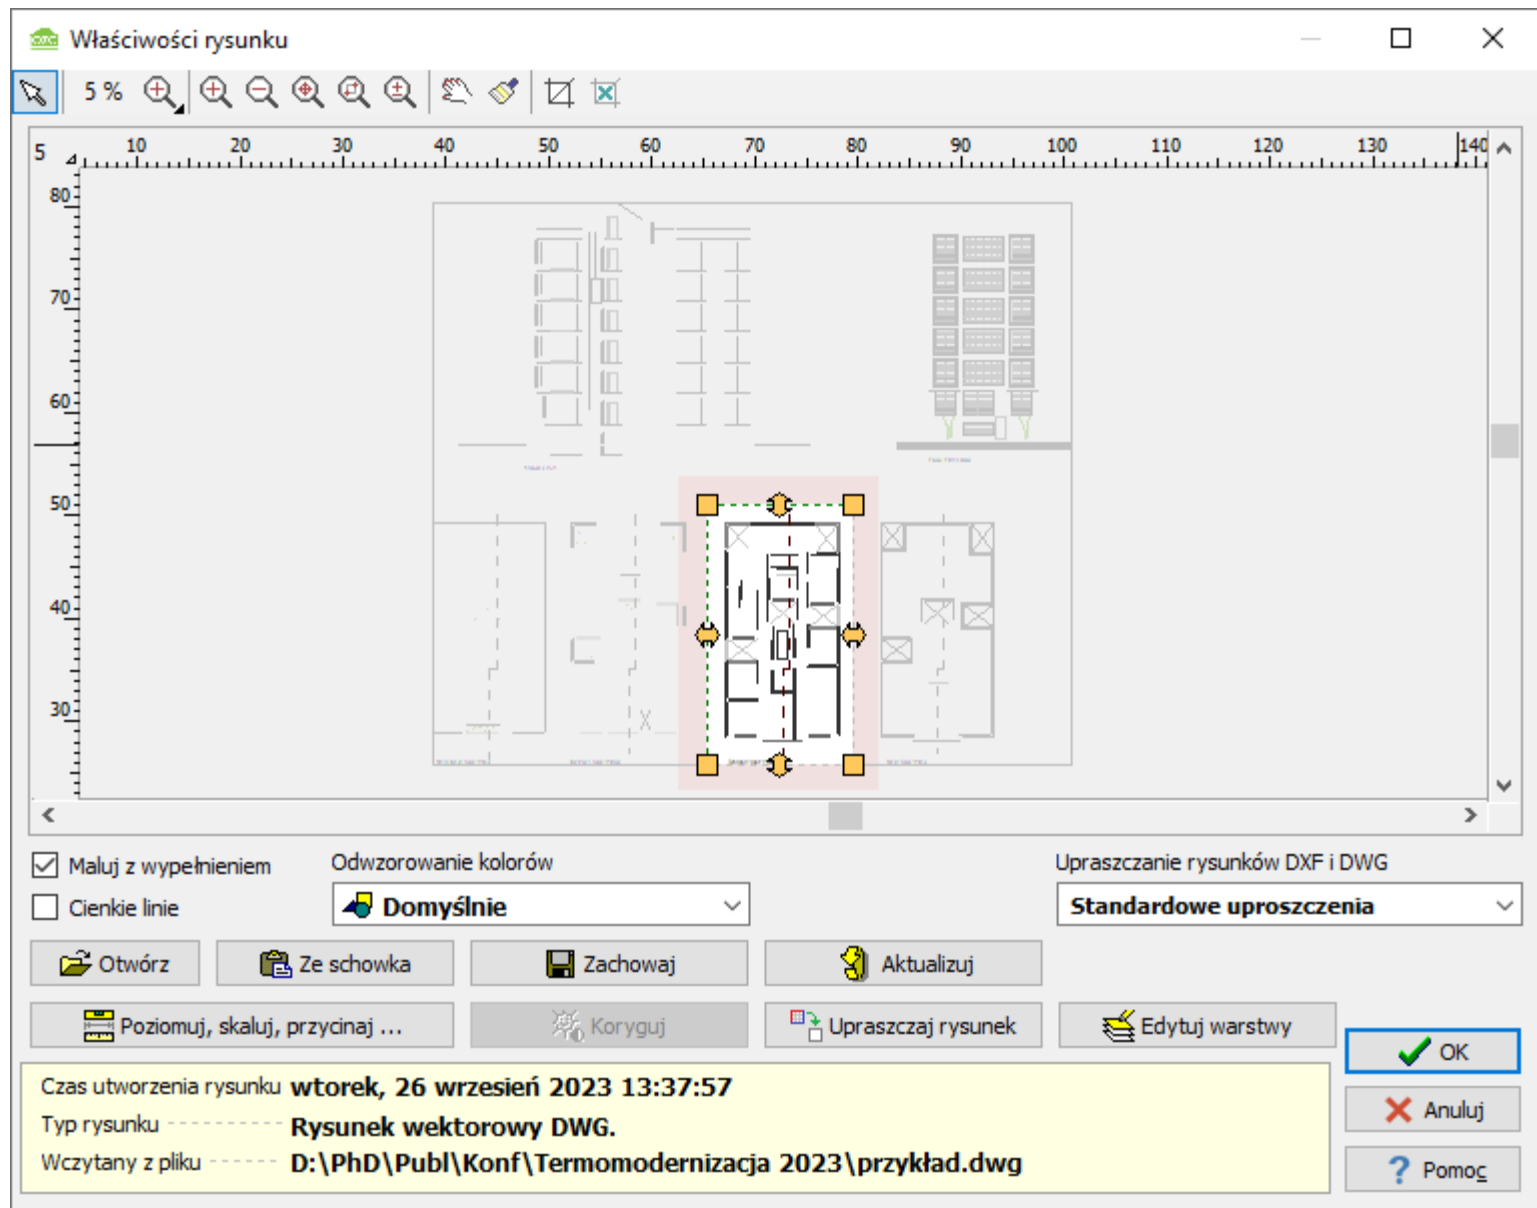 Właściwości rysunku
5 %
5 10 20 30 40 50 60 70 80 90 100 110 120 130 140
80
70
60
50
40
30
Maluj z wypełnieniem
Odwzorowanie kolorów
Upraszczanie rysunków DXF i DWG
Cienkie linie
Domyślnie
Standardowe uproszczenia
Otwórz
Ze schowka
Zachowaj
Aktualizuj
Poziomuj, skaluj, przycinaj ...
Koryguj
Upraszczaj rysunek
Edytuj warstwy
OK
Czas utworzenia rysunku wtorek, 26 wrzesień 2023 13:37:57
Anuluj
Typ rysunku Rysunek wektorowy DWG.
Wczytany z pliku D:\PhD\Publ\Konf\Termomodernizacja 2023\przykład.dwg
Pomoc